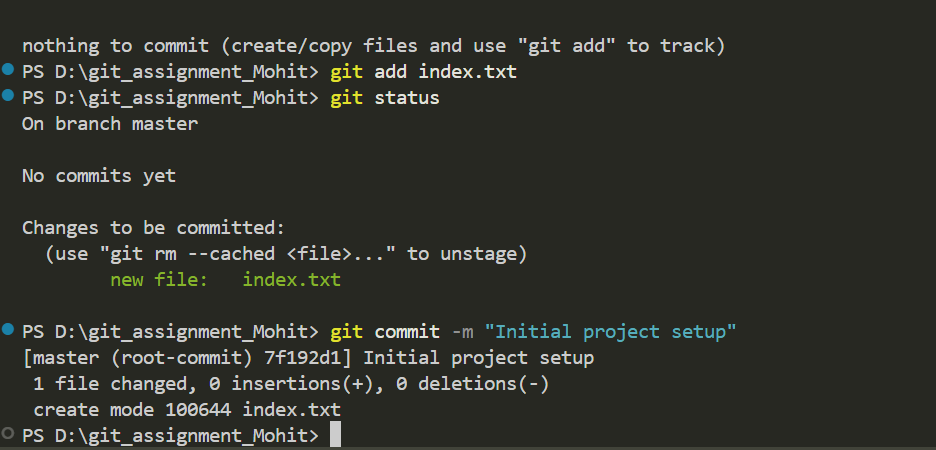 nothing to commit (create/copy files and use "git add" to track)
PS D:\git_assignment_Mohit> git add index.txt
PS D:\git_assignment_Mohit> git status
On branch master
No commits yet
Changes to be committed:
  (use "git rm --cached <file>..." to unstage)
        new file:   index.txt
PS D:\git_assignment_Mohit> git commit -m "Initial project setup"
[master (root-commit) 7f192d1] Initial project setup
 1 file changed, 0 insertions(+), 0 deletions(-)
 create mode 100644 index.txt
PS D:\git_assignment_Mohit>